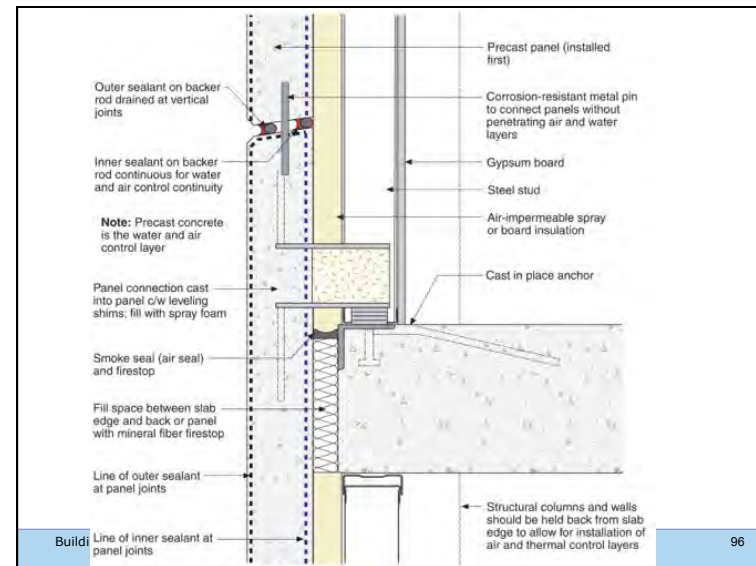 Precast panel (installed
first)
Outer sealant on backer
rod drained at vertical
joints
Corrosion-resistant metal pin
to connect panels without
penetrating air and water
layers
Inner sealant on backer
rod continuous for water
and air control continuity
Gypsum board
Steel stud
Note: Precast concrete
is the water and air
control layer
Air-impermeable spray
or board insulation
Cast in place anchor
Panel connection cast
into panel c/w leveling
shims; fill with spray foam
Smoke seal (air seal)
and firestop
Fill space between slab
edge and back or panel
with mineral fiber firestop
Line of outer sealant
at panel joints
Structural columns and walls
should be held back from slab
edge to allow for installation of
air and thermal control layers
Line of inner sealant at
panel joints
Buildi
96